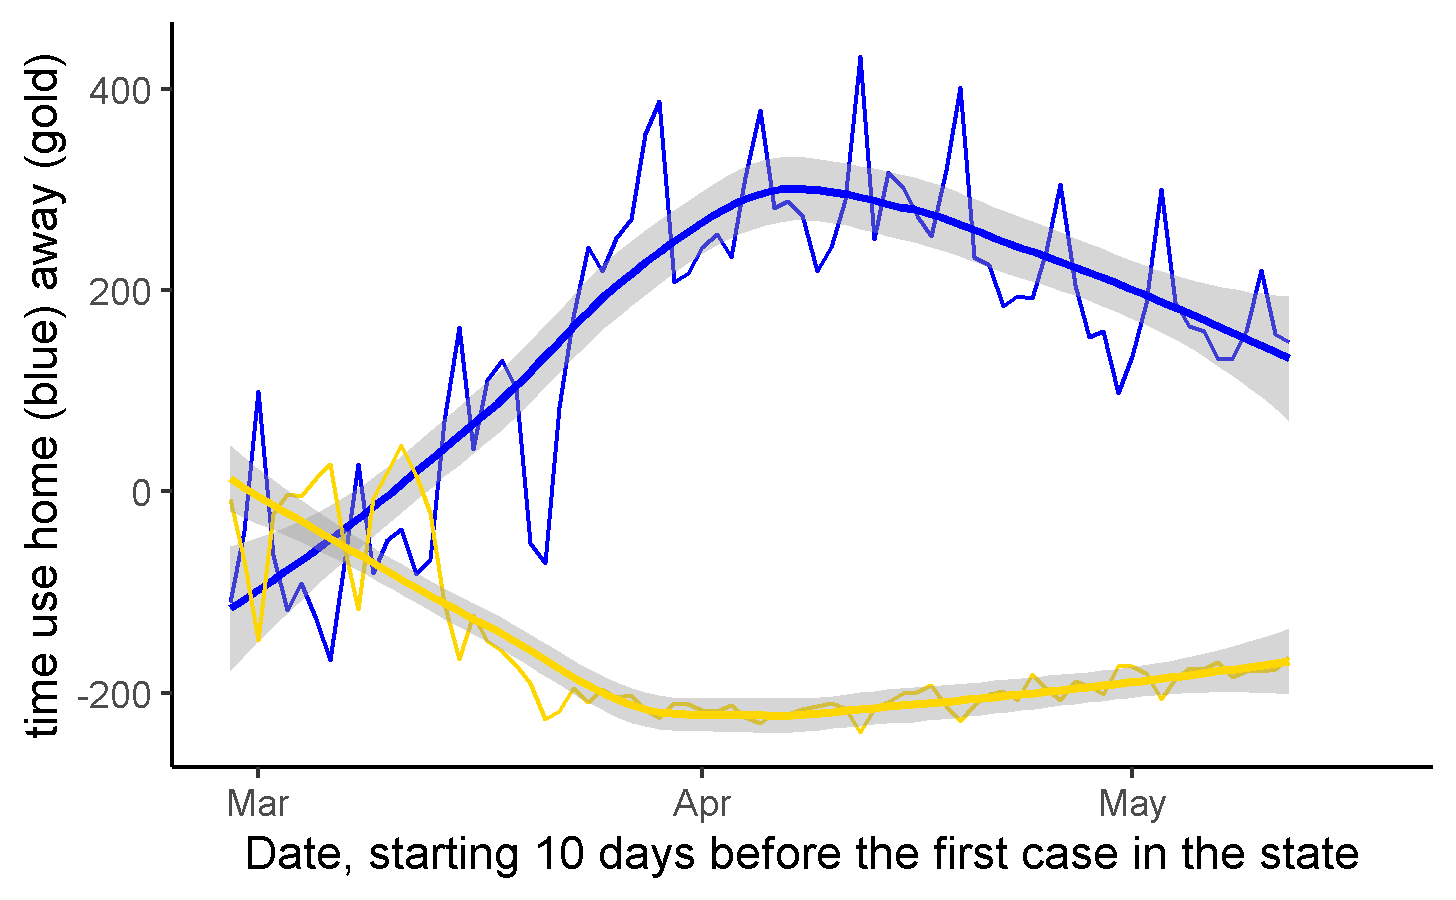 time use home (blue) away (gold)
400
200
0
-200
Mar
Apr
May
Date, starting 10 days before the first case in the state